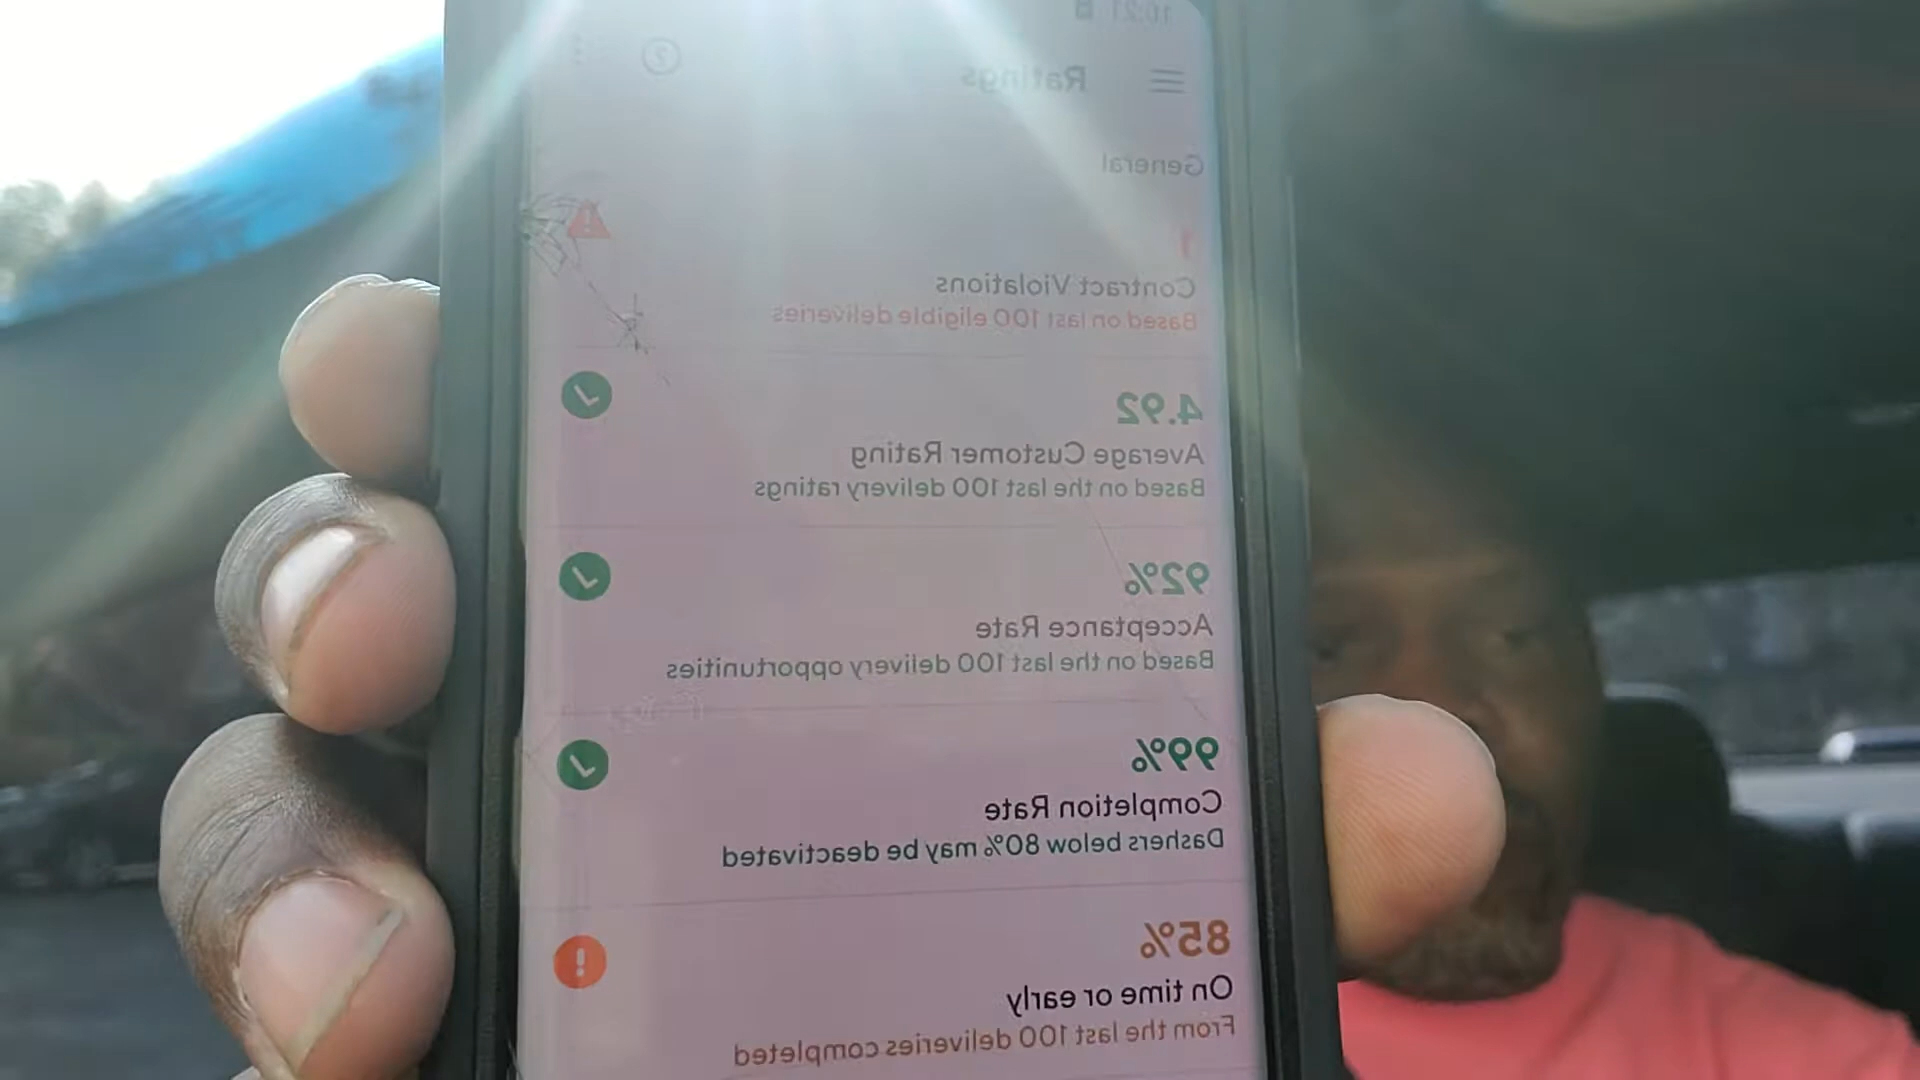 10:21
Ratings
General
1
Contract Violations
Based on last 100 eligible deliveries
4.92
Average Customer Rating
Based on the last 100 delivery ratings
92%
Acceptance Rate
Based on the last 100 delivery opportunities
99%
Completion Rate
Dashers below 80% may be deactivated
85%
On time or early
From the last 100 deliveries completed